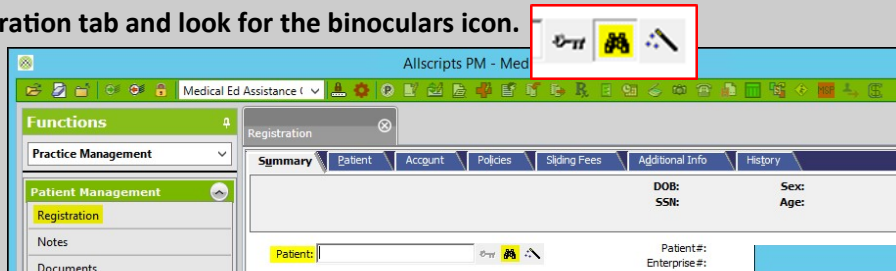 ration tab and look for the binoculars icon.
Allscripts PM - Med
Medical Ed Assistance (
Functions
Registration
Practice Management
Summary Patient Account Policies Sliding Fees Additional Info History
DOB: Sex:
Patient Management
SSN: Age:
Registration
Notes
Patient:
Patient#:
Enterprise#:
Documents